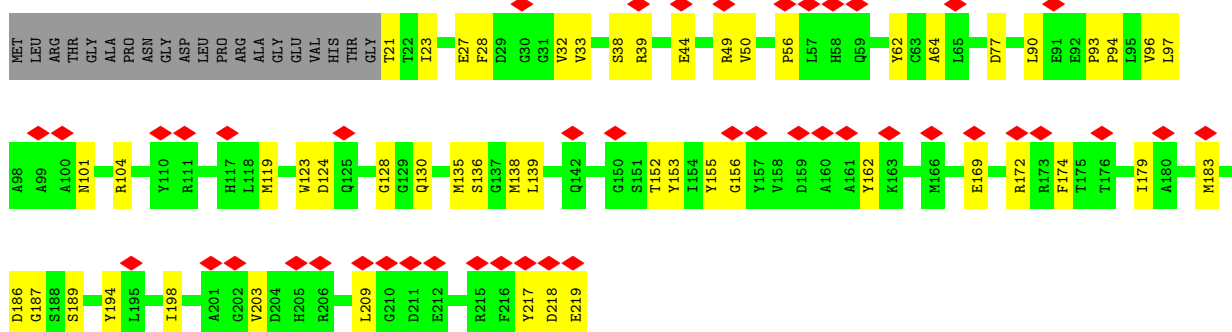 MET LEU ARG THR GLY ALA PRO ASN GLY ASP LEU PRO ARG ALA GLY GLU VAL HIS THR GLY T21 T22 I23 E27 F28 D29 G30 G31 V32 V33 S38 R39 E44 R49 V50 P56 L57 H58 Q59 Y62 C63 A64 L65 D77 L90 E91 E92 P93 P94 L95 V96 L97
A98 A99 A100 N101 R104 Y110 R111 H117 L118 M119 W123 D124 Q125 G128 G129 Q130 M135 S136 G137 M138 L139 Q142 G150 S151 T152 Y153 I154 Y155 G156 Y157 V158 D159 A160 A161 Y162 K163 M166 E169 R172 R173 F174 T175 T176 I179 A180 M183
D186 G187 S188 S189 Y194 L195 I198 A201 G202 V203 D204 H205 R206 L209 G210 D211 E212 R215 F216 Y217 D218 E219